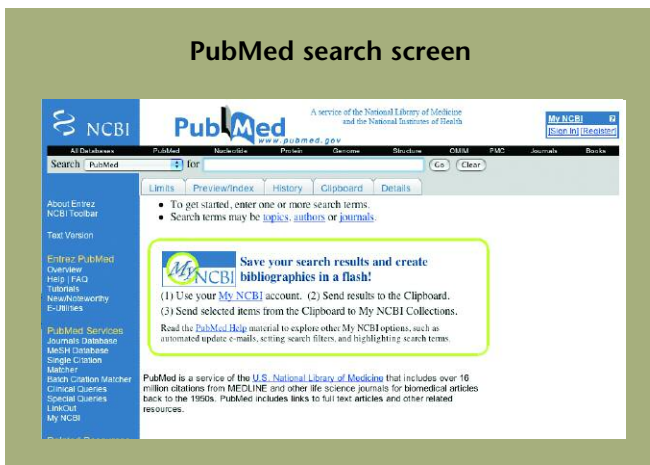 PubMed search screen
NCBI
PubMed
www.pubmed.gov
A service of the National Library of Medicine
and the National Institutes of Health
My NCBI
[Sign In] [Register]
All Databases PubMed Nucleotide Protein Genome Structure OMIM PMC Journals Books
Search PubMed for Go Clear
Limits Preview/Index History Clipboard Details
• To get started, enter one or more search terms.
• Search terms may be topics, authors or journals.
About Entrez
NCBI Toolbar
Text Version
Entrez PubMed
Overview
Help | FAQ
Tutorials
New/Noteworthy
E-Utilities
PubMed Services
Journals Database
MeSH Database
Single Citation
Matcher
Batch Citation Matcher
Clinical Queries
Special Queries
LinkOut
My NCBI
My NCBI
Save your search results and create
bibliographies in a flash!
(1) Use your My NCBI account. (2) Send results to the Clipboard.
(3) Send selected items from the Clipboard to My NCBI Collections.
Read the PubMed Help material to explore other My NCBI options, such as
automated update e-mails, setting search filters, and highlighting search terms.
PubMed is a service of the U.S. National Library of Medicine that includes over 16
million citations from MEDLINE and other life science journals for biomedical articles
back to the 1950s. PubMed includes links to full text articles and other related
resources.